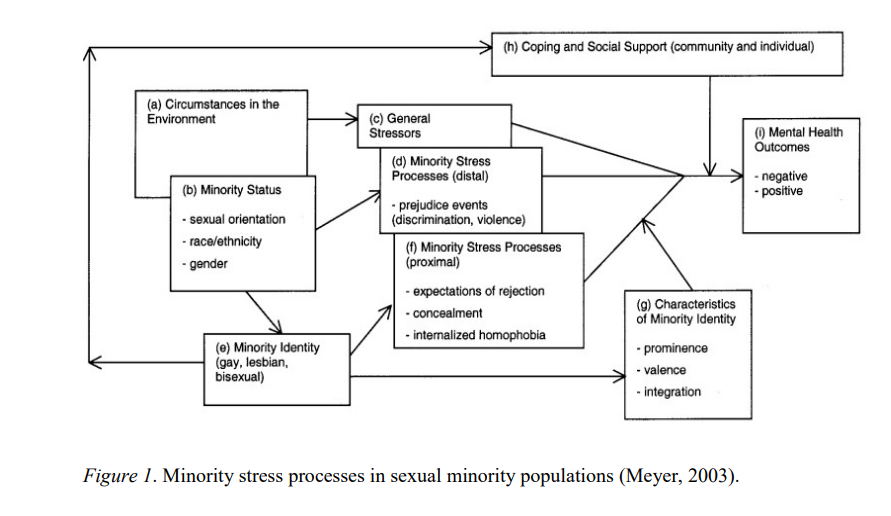 (h) Coping and Social Support (community and individual)
(a) Circumstances in the
Environment
(c) General
Stressors
(i) Mental Health
Outcomes
- negative
- positive
(d) Minority Stress
Processes (distal)
- prejudice events
(discrimination, violence)
(b) Minority Status
- sexual orientation
- race/ethnicity
- gender
(f) Minority Stress Processes
(proximal)
- expectations of rejection
- concealment
- internalized homophobia
(g) Characteristics
of Minority Identity
- prominence
- valence
- integration
(e) Minority Identity
(gay, lesbian,
bisexual)
Figure 1. Minority stress processes in sexual minority populations (Meyer, 2003).